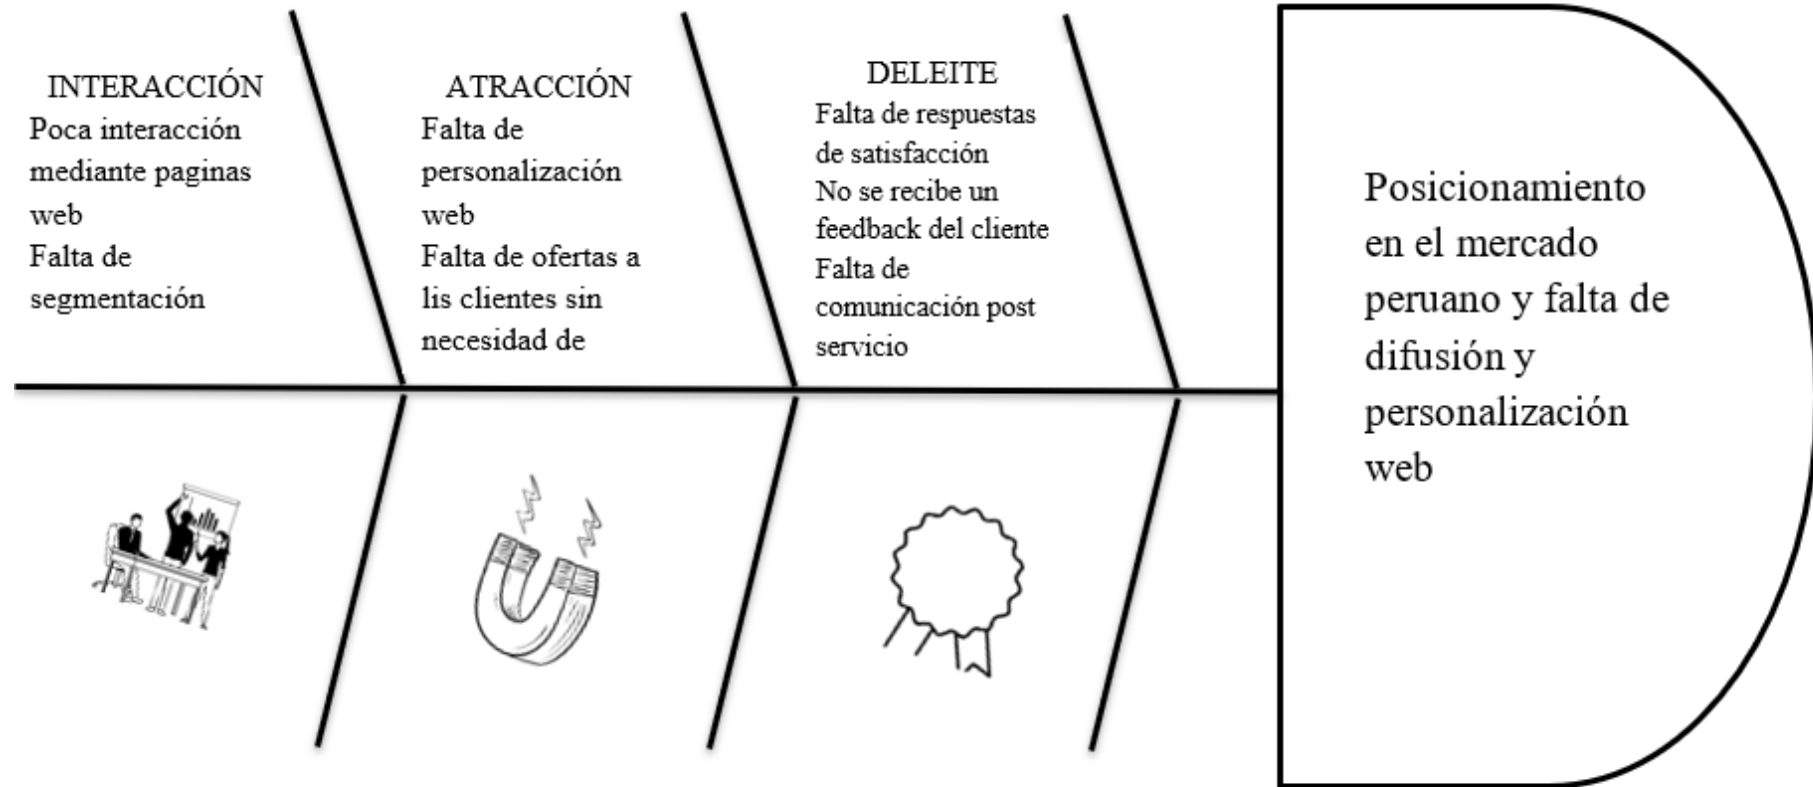 INTERACCIÓN
Poca interacción
mediante paginas
web
Falta de
segmentación
ATRACCIÓN
Falta de
personalización
web
Falta de ofertas a
lis clientes sin
necesidad de
DELEITE
Falta de respuestas
de satisfacción
No se recibe un
feedback del cliente
Falta de
comunicación post
servicio
Posicionamiento
en el mercado
peruano y falta de
difusión y
personalización
web